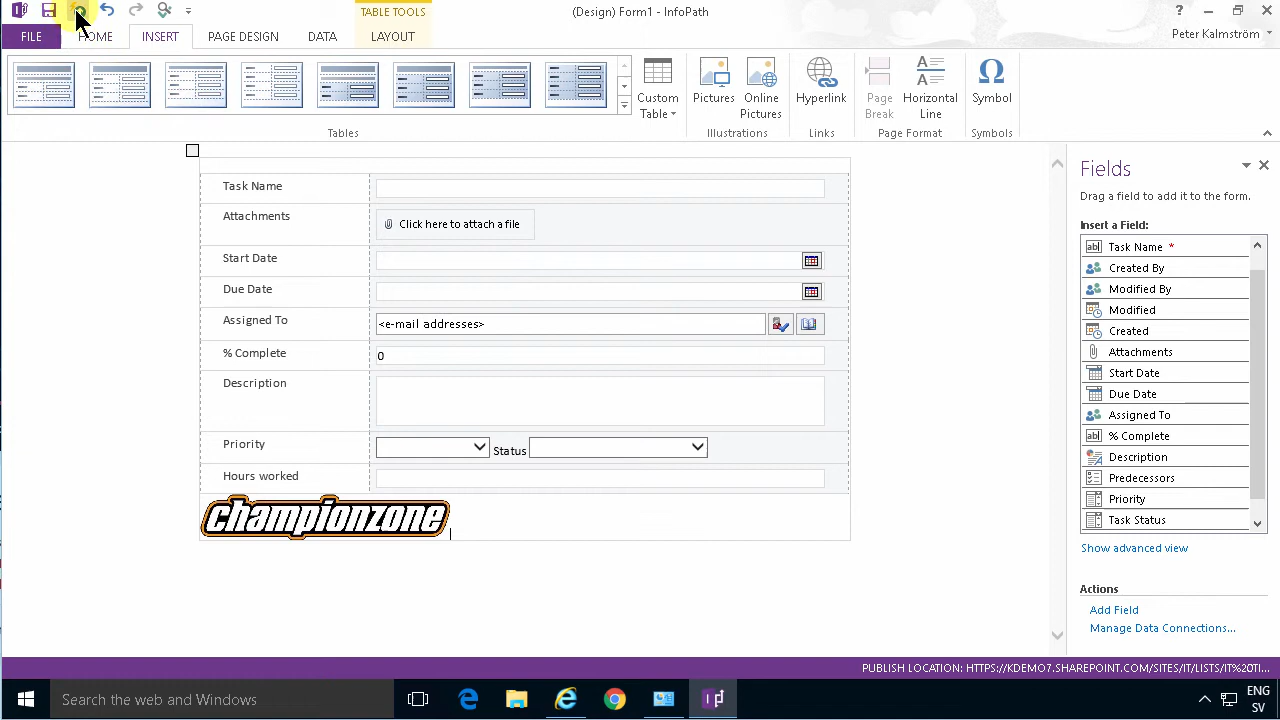 TABLE TOOLS
(Design) Form1 - InfoPath
?
FILE
HOME
INSERT
PAGE DESIGN
DATA
LAYOUT
Peter Kalmström
Custom
Table
Pictures
Online
Pictures
Hyperlink
Page
Break
Horizontal
Line
Symbol
Tables
Illustrations
Links
Page Format
Symbols
Task Name
Attachments
Click here to attach a file
Start Date
Due Date
Assigned To
<e-mail addresses>
% Complete
0
Description
Priority
Status
Hours worked
championzone
Fields
Drag a field to add it to the form.
Insert a Field:
Task Name *
Created By
Modified By
Modified
Created
Attachments
Start Date
Due Date
Assigned To
% Complete
Description
Predecessors
Priority
Task Status
Show advanced view
Actions
Add Field
Manage Data Connections...
PUBLISH LOCATION: HTTPS://KDEMO7.SHAREPOINT.COM/SITES/IT/LISTS/IT%20TI...
Search the web and Windows
ENG
SV